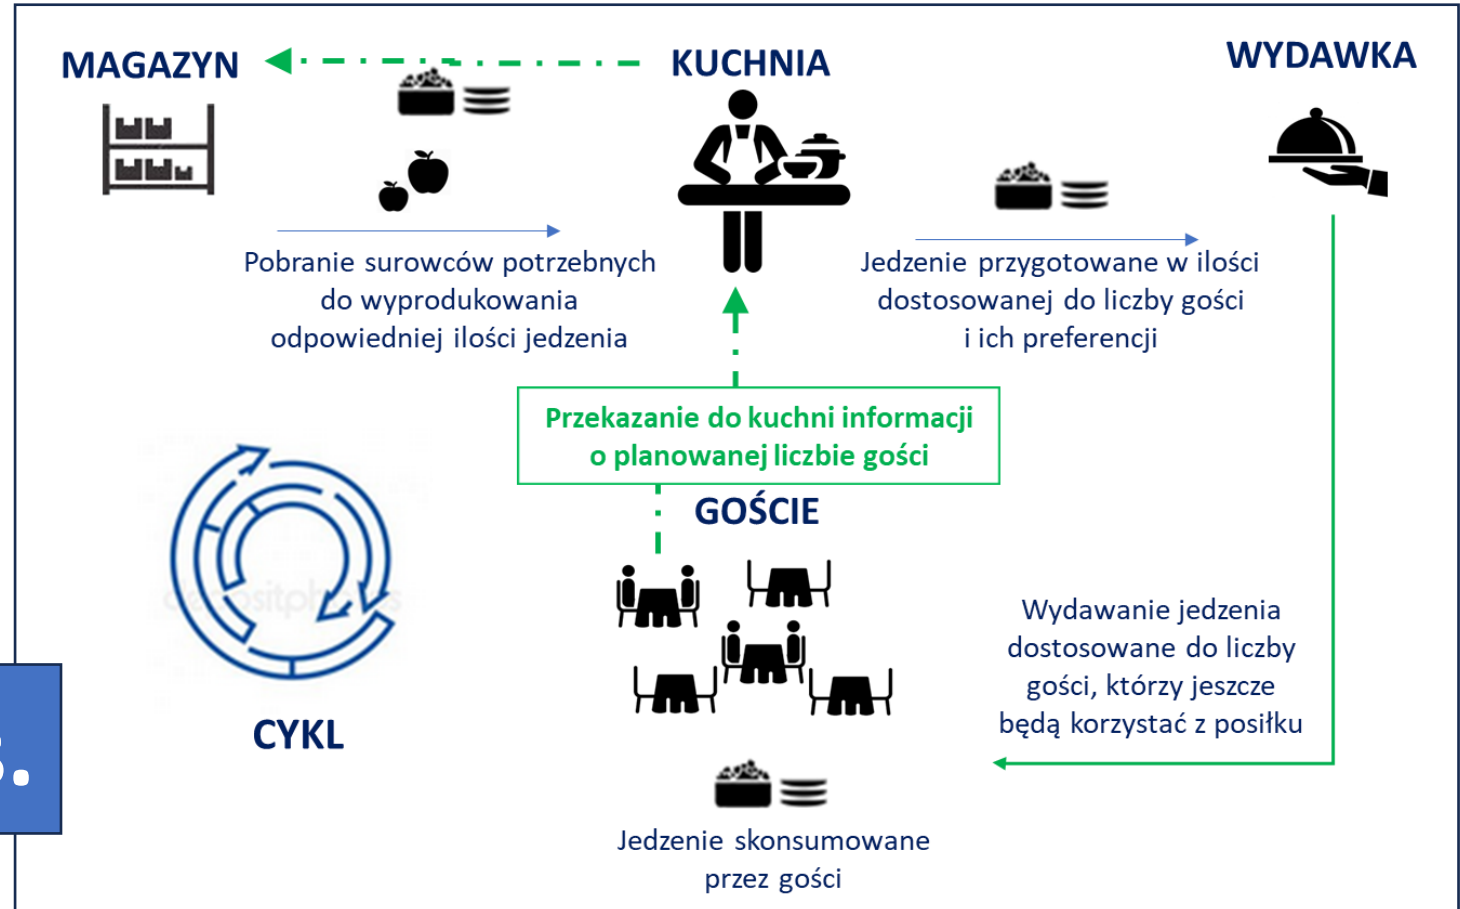 MAGAZYN
KUCHNIA
WYDAWKA
Pobranie surowców potrzebnych
do wyprodukowania
odpowiedniej ilości jedzenia
Jedzenie przygotowane w ilości
dostosowanej do liczby gości
i ich preferencji
Przekazanie do kuchni informacji
o planowanej liczbie gości
GOŚCIE
CYKL
Wydawanie jedzenia
dostosowane do liczby
gości, którzy jeszcze
będą korzystać z posiłku
Jedzenie skonsumowane
przez gości